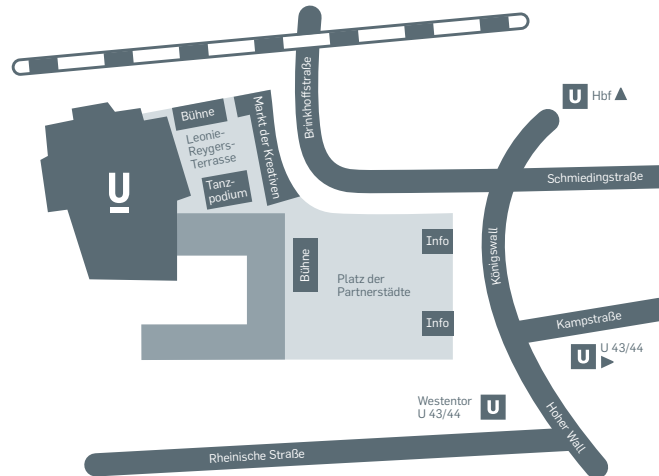 Brinkhoffstraße
U
Hbf
Bühne
Markt der Kreativen
Leonie-
Reygers-
Terrasse
Tanz-
podium
U
Schmiedingstraße
Königswall
Info
Bühne
Platz der
Partnerstädte
Info
Kampstraße
U
U 43/44
Westentor
U 43/44
U
Hoher Wall
Rheinische Straße